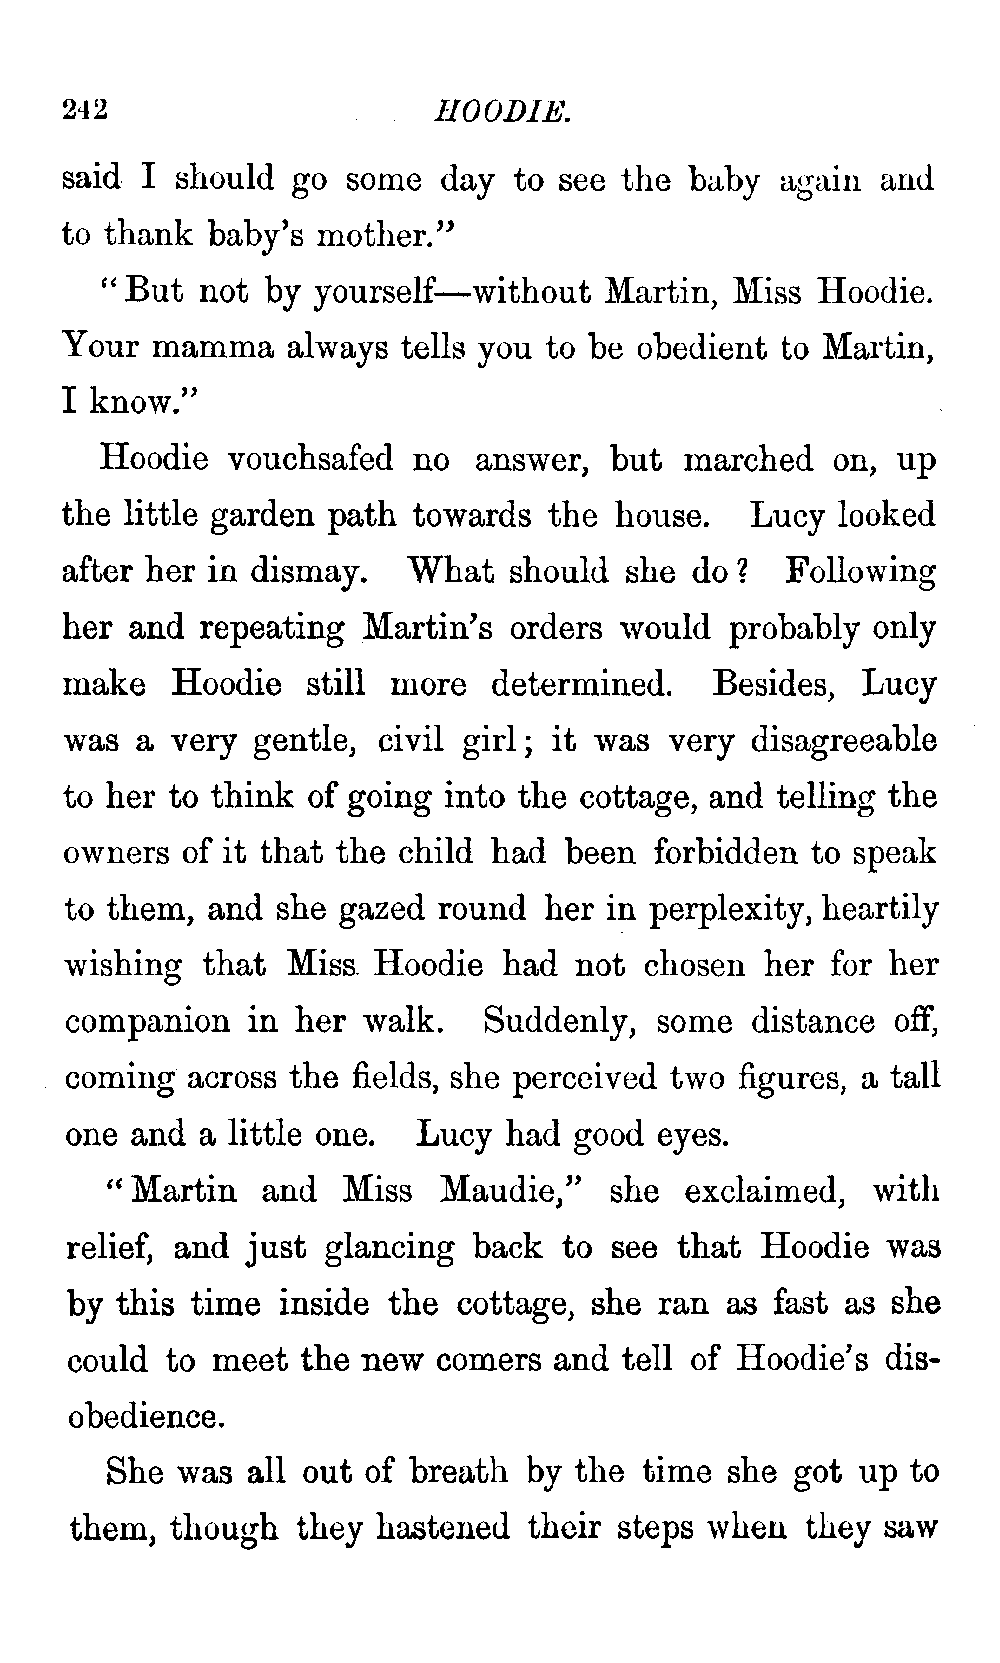 242 HOODIE.
said I should go some day to see the baby again and
to thank baby's mother."
"But not by yourself—without Martin, Miss Hoodie.
Your mamma always tells you to be obedient to Martin,
I know."
Hoodie vouchsafed no answer, but marched on, up
the little garden path towards the house. Lucy looked
after her in dismay. What should she do? Following
her and repeating Martin's orders would probably only
make Hoodie still more determined. Besides, Lucy
was a very gentle, civil girl; it was very disagreeable
to her to think of going into the cottage, and telling the
owners of it that the child had been forbidden to speak
to them, and she gazed round her in perplexity, heartily
wishing that Miss Hoodie had not chosen her for her
companion in her walk. Suddenly, some distance off,
coming across the fields, she perceived two figures, a tall
one and a little one. Lucy had good eyes.
"Martin and Miss Maudie," she exclaimed, with
relief, and just glancing back to see that Hoodie was
by this time inside the cottage, she ran as fast as she
could to meet the new comers and tell of Hoodie's dis-
obedience.
She was all out of breath by the time she got up to
them, though they hastened their steps when they saw